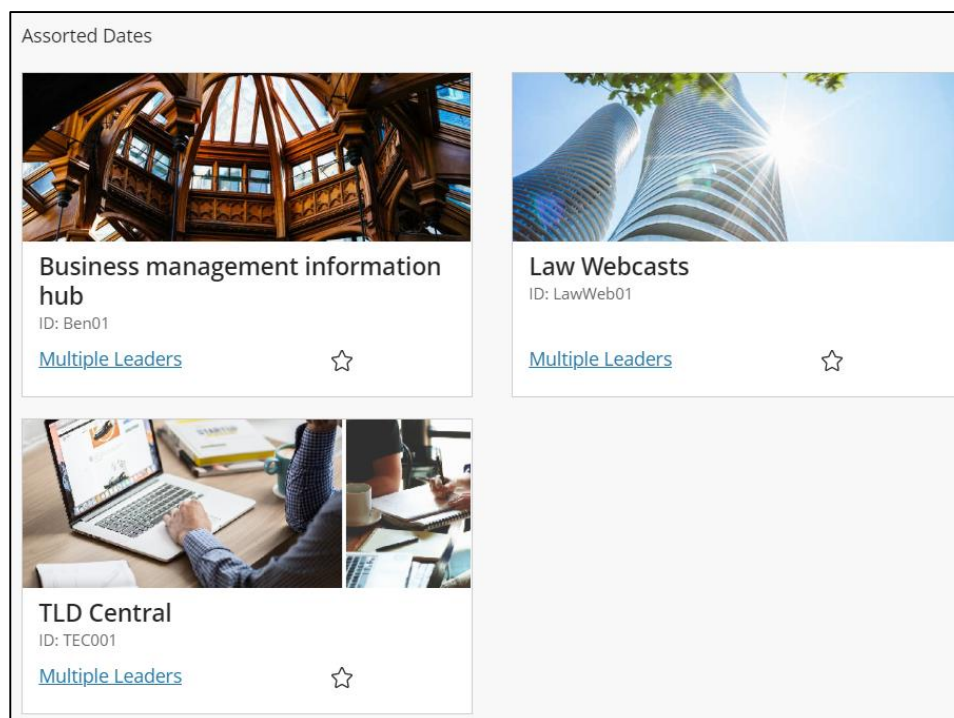 Assorted Dates
Business management information
hub
ID: Ben01
Multiple Leaders
Law Webcasts
ID: LawWeb01
Multiple Leaders
STARTUP
TLD Central
ID: TEC001
Multiple Leaders